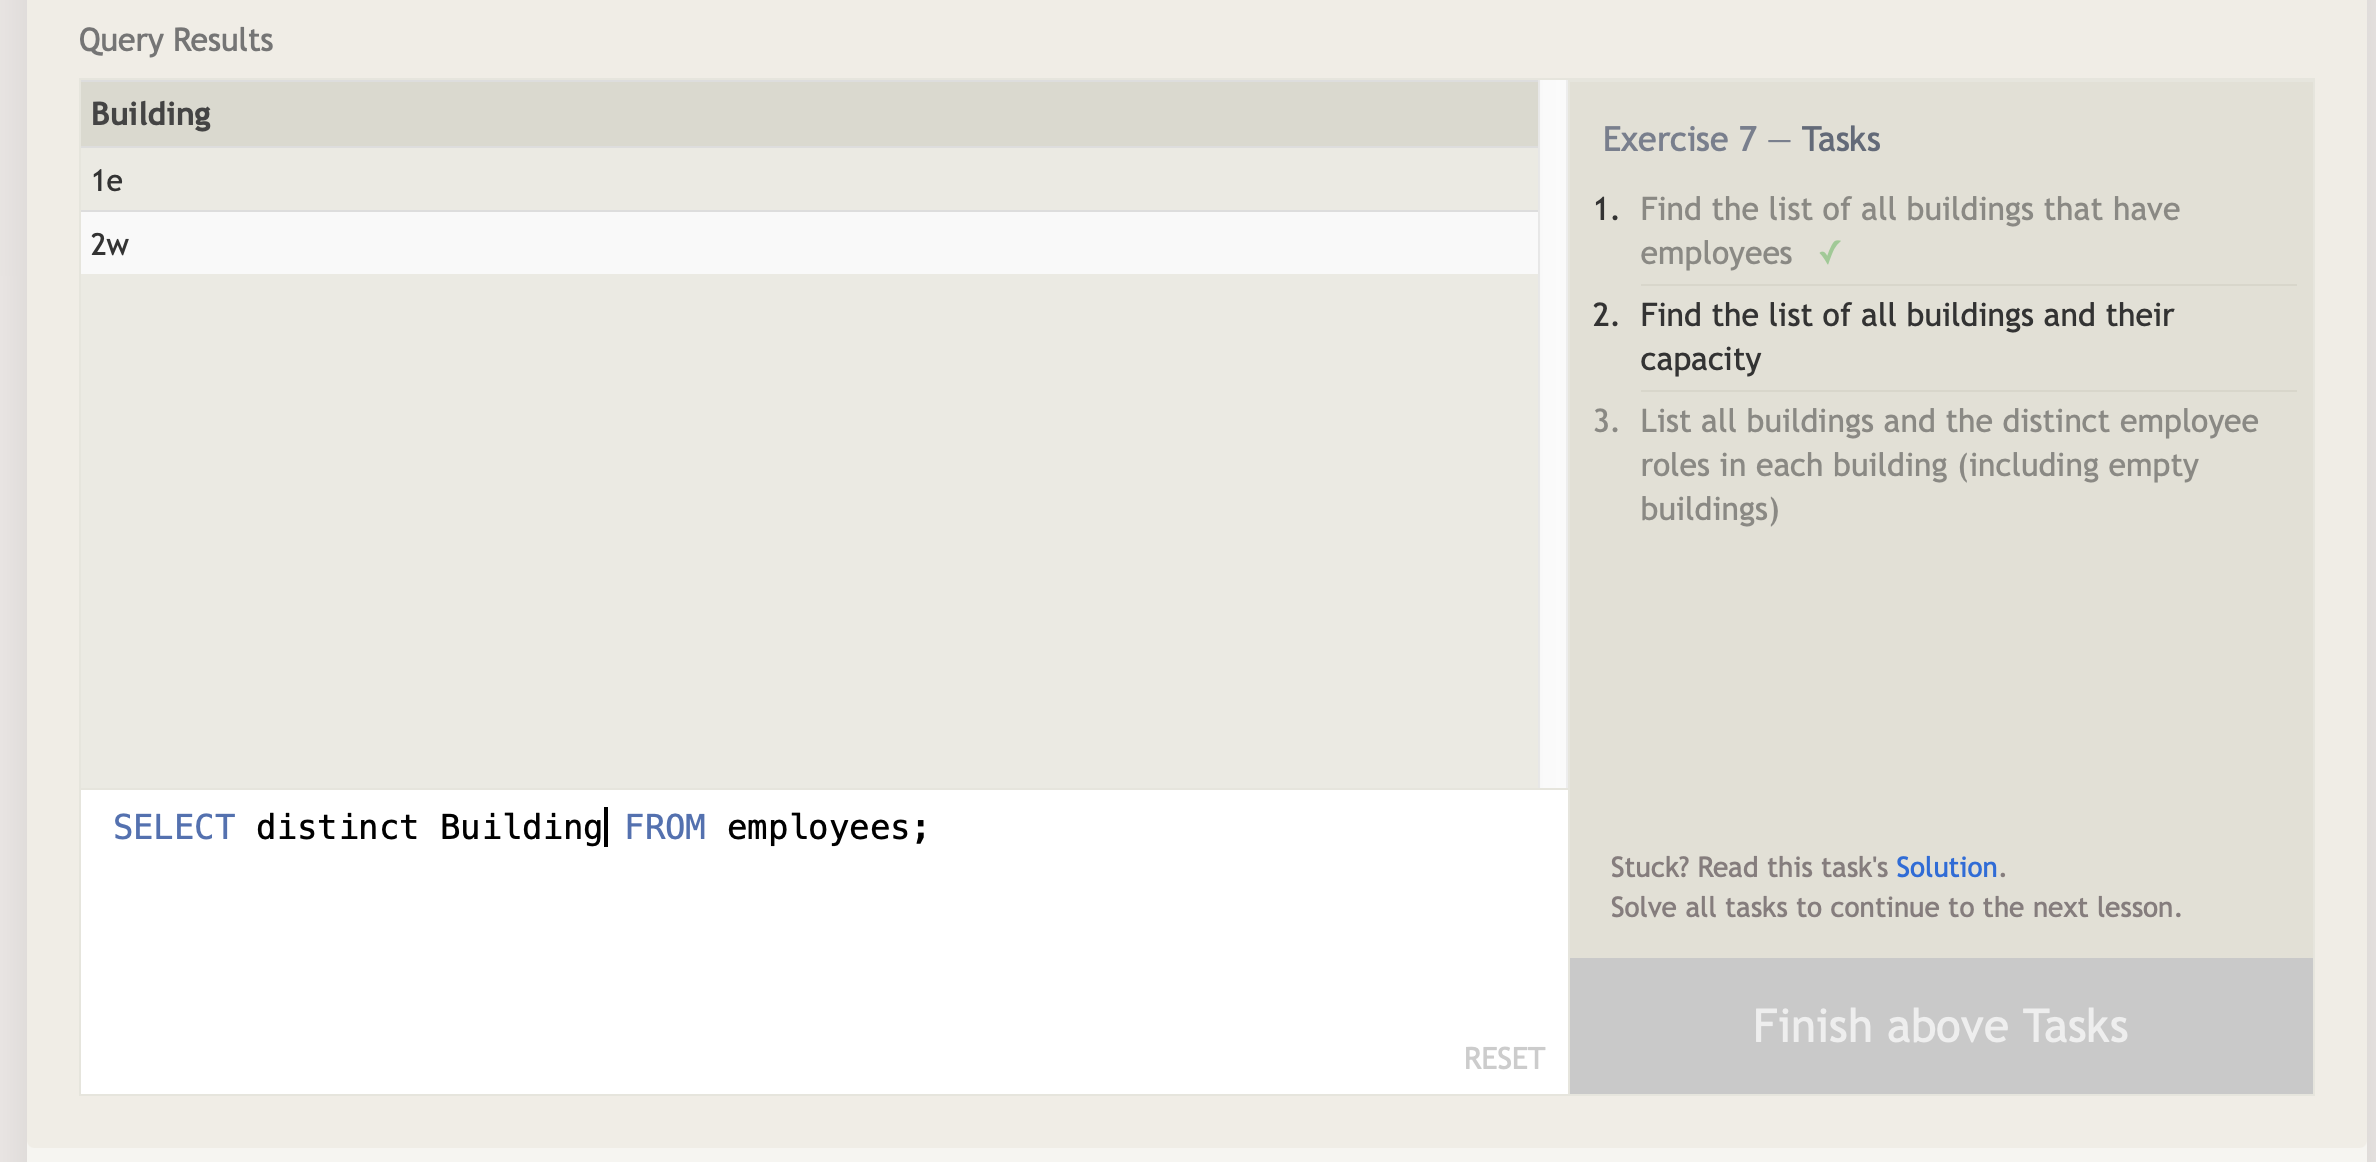 Query Results
Building
1e
2w
SELECT distinct Building FROM employees;
RESET
Exercise 7 — Tasks
1. Find the list of all buildings that have
employees ✓
2. Find the list of all buildings and their
capacity
3. List all buildings and the distinct employee
roles in each building (including empty
buildings)
Stuck? Read this task's Solution.
Solve all tasks to continue to the next lesson.
Finish above Tasks